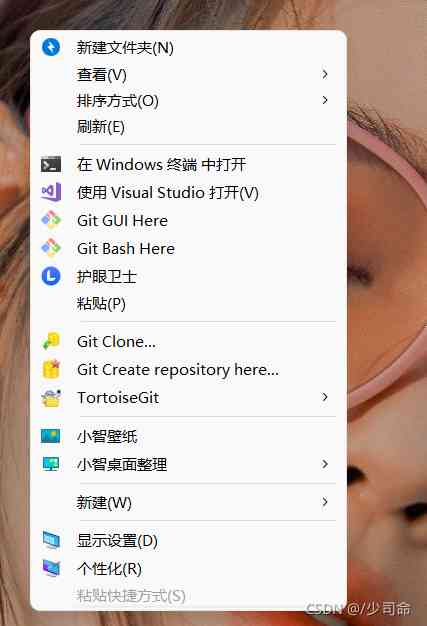 新建文件夹(N)
查看(V)
排序方式(O)
刷新(E)
在 Windows 终端 中打开
使用 Visual Studio 打开(V)
Git GUI Here
Git Bash Here
护眼卫士
粘贴(P)
Git Clone...
Git Create repository here...
TortoiseGit
小智壁纸
小智桌面整理
新建(W)
显示设置(D)
个性化(R)
粘贴快捷方式(S)
CSDN @/少司命